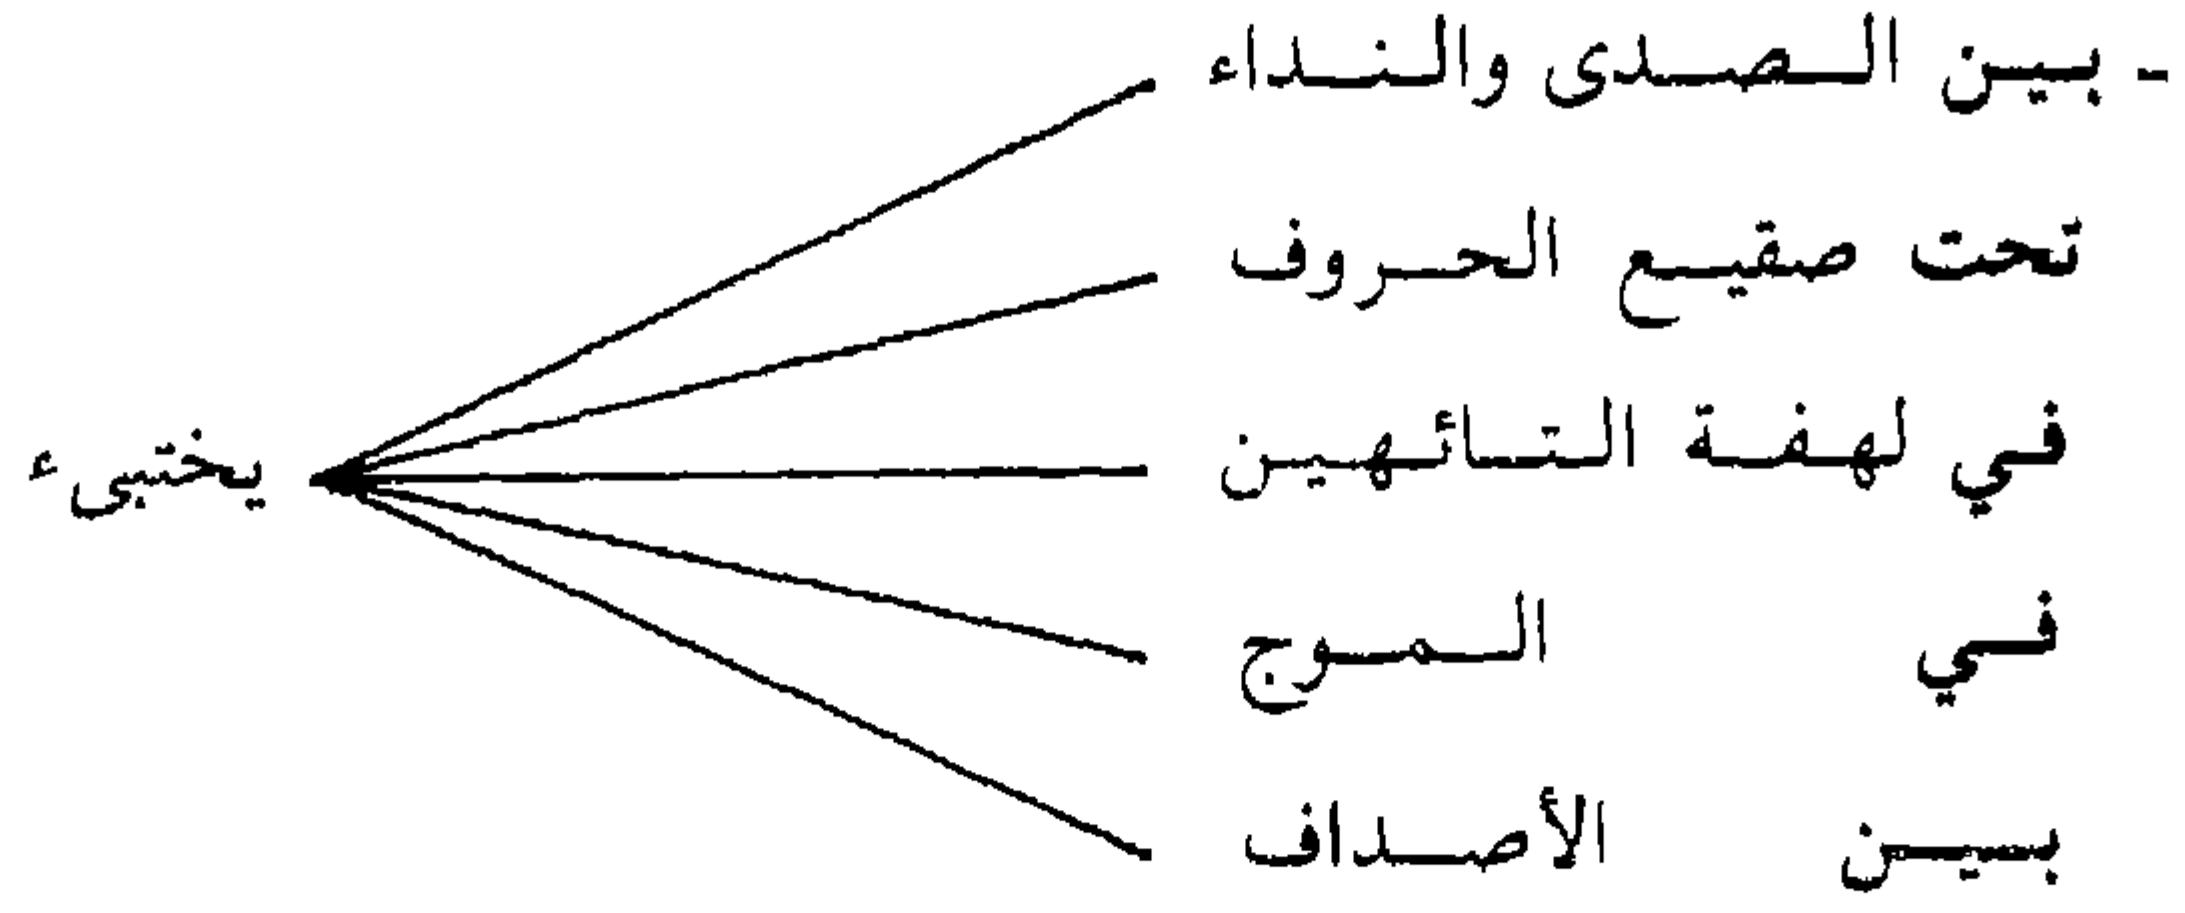 - بين الصدى والنداء
تحت صقيع الحروف
في لهفة التائهين
يختبىء
في الموج
بين الأصداف